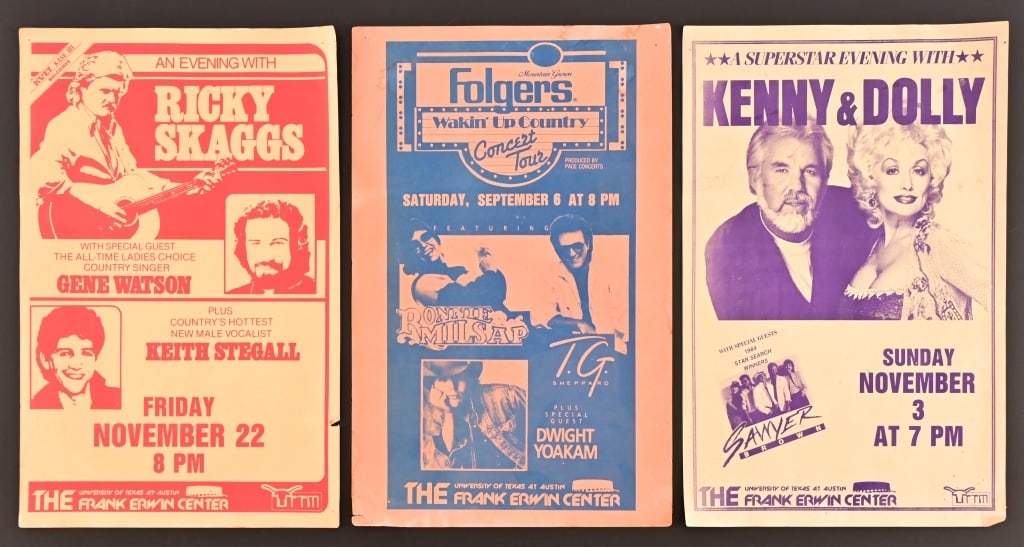 AN EVENING WITH
RICKY
SKAGGS
WITH SPECIAL GUEST
THE ALL-TIME LADIES CHOICE
COUNTRY SINGER
GENE WATSON
PLUS
COUNTRY'S HOTTEST
NEW MALE VOCALIST
KEITH STEGALL
FRIDAY
NOVEMBER 22
8 PM
THE UNIVERSITY OF TEXAS AT AUSTIN
FRANK ERWIN CENTER
Mountain Grown
Folgers®
Wakin' Up Country
Concert
Tour
PRODUCED BY
PACE CONCERTS
SATURDAY, SEPTEMBER 6 AT 8 PM
FEATURING
RONNIE
MILSAP
T.G.
SHEPPARD
PLUS
SPECIAL
GUEST
DWIGHT
YOAKAM
THE UNIVERSITY OF TEXAS AT AUSTIN
FRANK ERWIN CENTER
★★A SUPERSTAR EVENING WITH★★
KENNY & DOLLY
WITH SPECIAL GUESTS
1984
STAR SEARCH
WINNERS
SAWYER
BROWN
SUNDAY
NOVEMBER
3
AT 7 PM
THE UNIVERSITY OF TEXAS AT AUSTIN
FRANK ERWIN CENTER